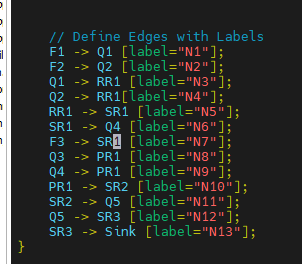 // Define Edges with Labels
F1 -> Q1 [label="N1"];
F2 -> Q2 [label="N2"];
Q1 -> RR1 [label="N3"];
Q2 -> RR1[label="N4"];
RR1 -> SR1 [label="N5"];
SR1 -> Q4 [label="N6"];
F3 -> SR1 [label="N7"];
Q3 -> PR1 [label="N8"];
Q4 -> PR1 [label="N9"];
PR1 -> SR2 [label="N10"];
SR2 -> Q5 [label="N11"];
Q5 -> SR3 [label="N12"];
SR3 -> Sink [label="N13"];
}